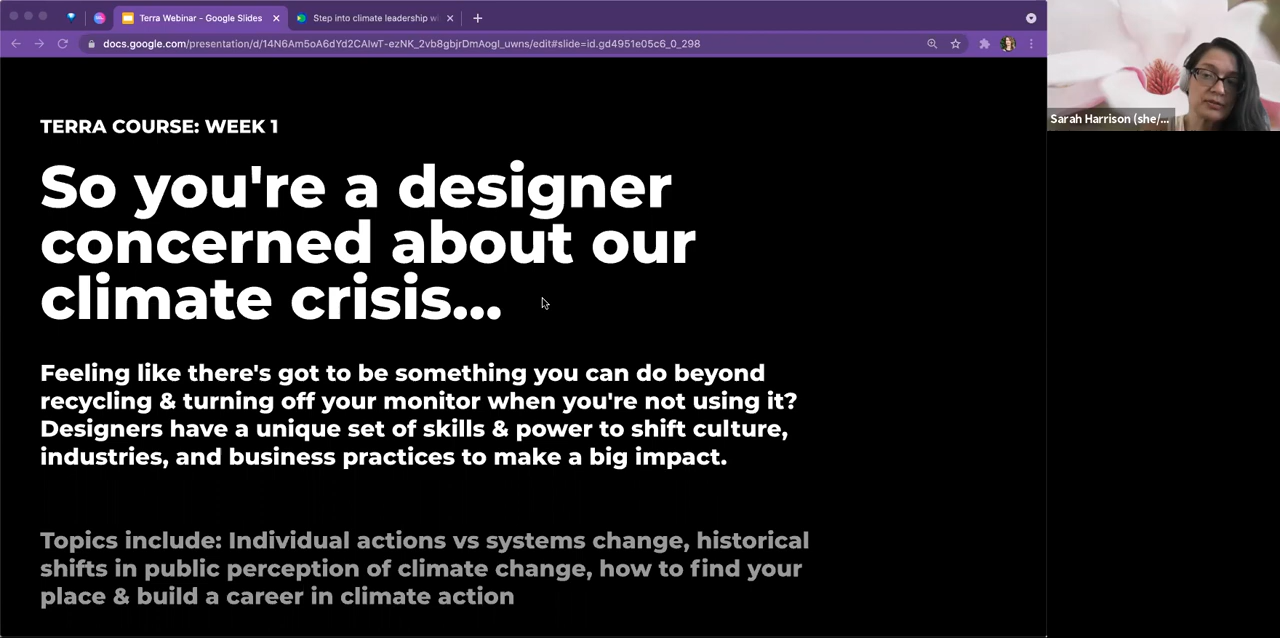 Terra Webinar - Google Slides
Step into climate leadership wi
docs.google.com/presentation/d/14N6Am5oA6dYd2CAlwT-ezNK_2vb8gbjrDmAogI_uwns/edit#slide=id.gd4951e05c6_0_298
Sarah Harrison (she/...
TERRA COURSE: WEEK 1
So you're a designer
concerned about our
climate crisis...
Feeling like there's got to be something you can do beyond
recycling & turning off your monitor when you're not using it?
Designers have a unique set of skills & power to shift culture,
industries, and business practices to make a big impact.
Topics include: Individual actions vs systems change, historical
shifts in public perception of climate change, how to find your
place & build a career in climate action